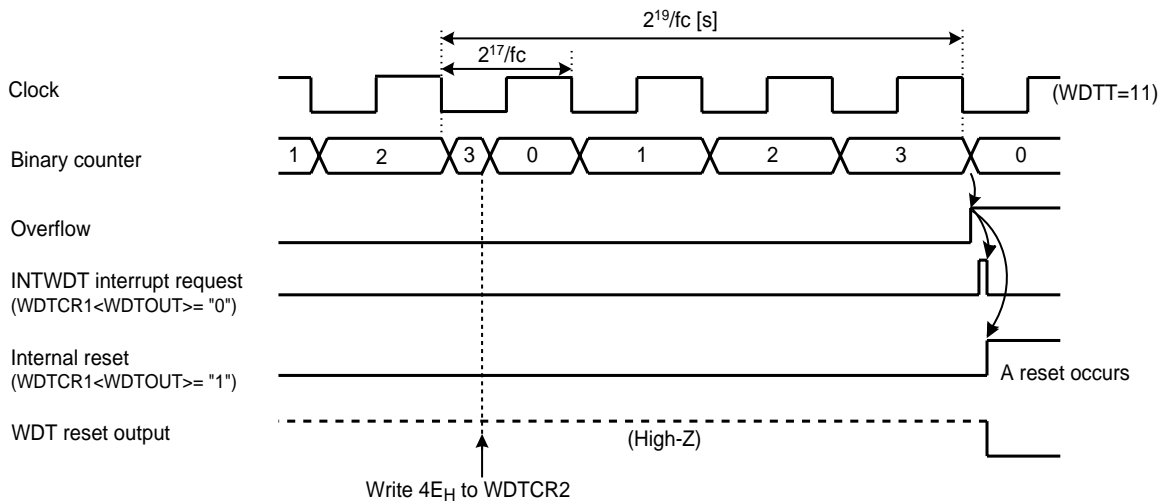 2¹⁹/fc [s]
2¹⁷/fc
Clock
(WDTT=11)
Binary counter
1 2 3 0 1 2 3 0
Overflow
INTWDT interrupt request
(WDTCR1<WDTOUT>= "0")
Internal reset
(WDTCR1<WDTOUT>= "1")
A reset occurs
WDT reset output
(High-Z)
Write 4E_H to WDTCR2